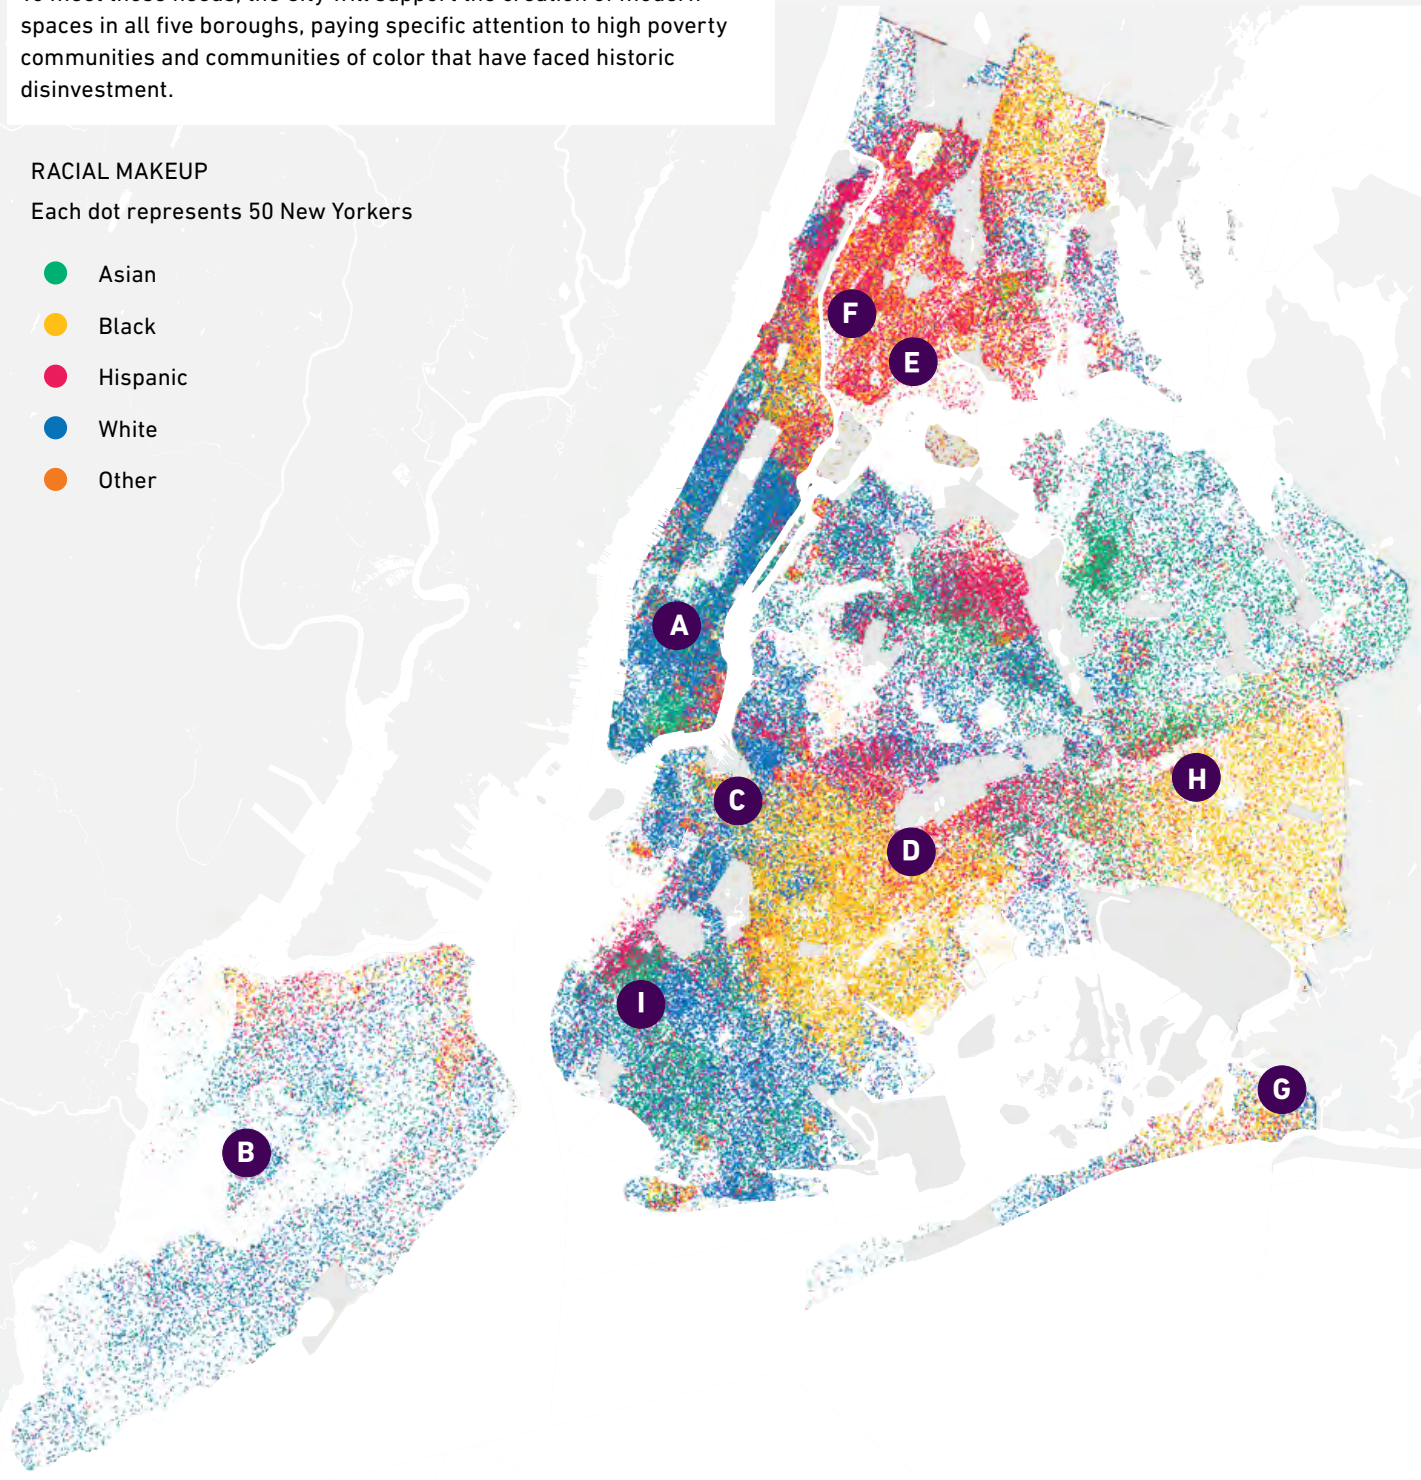 spaces in all five boroughs, paying specific attention to high poverty
communities and communities of color that have faced historic
disinvestment.
RACIAL MAKEUP
Each dot represents 50 New Yorkers
Asian
Black
Hispanic
White
Other
F
E
A
H
C
D
I
G
B